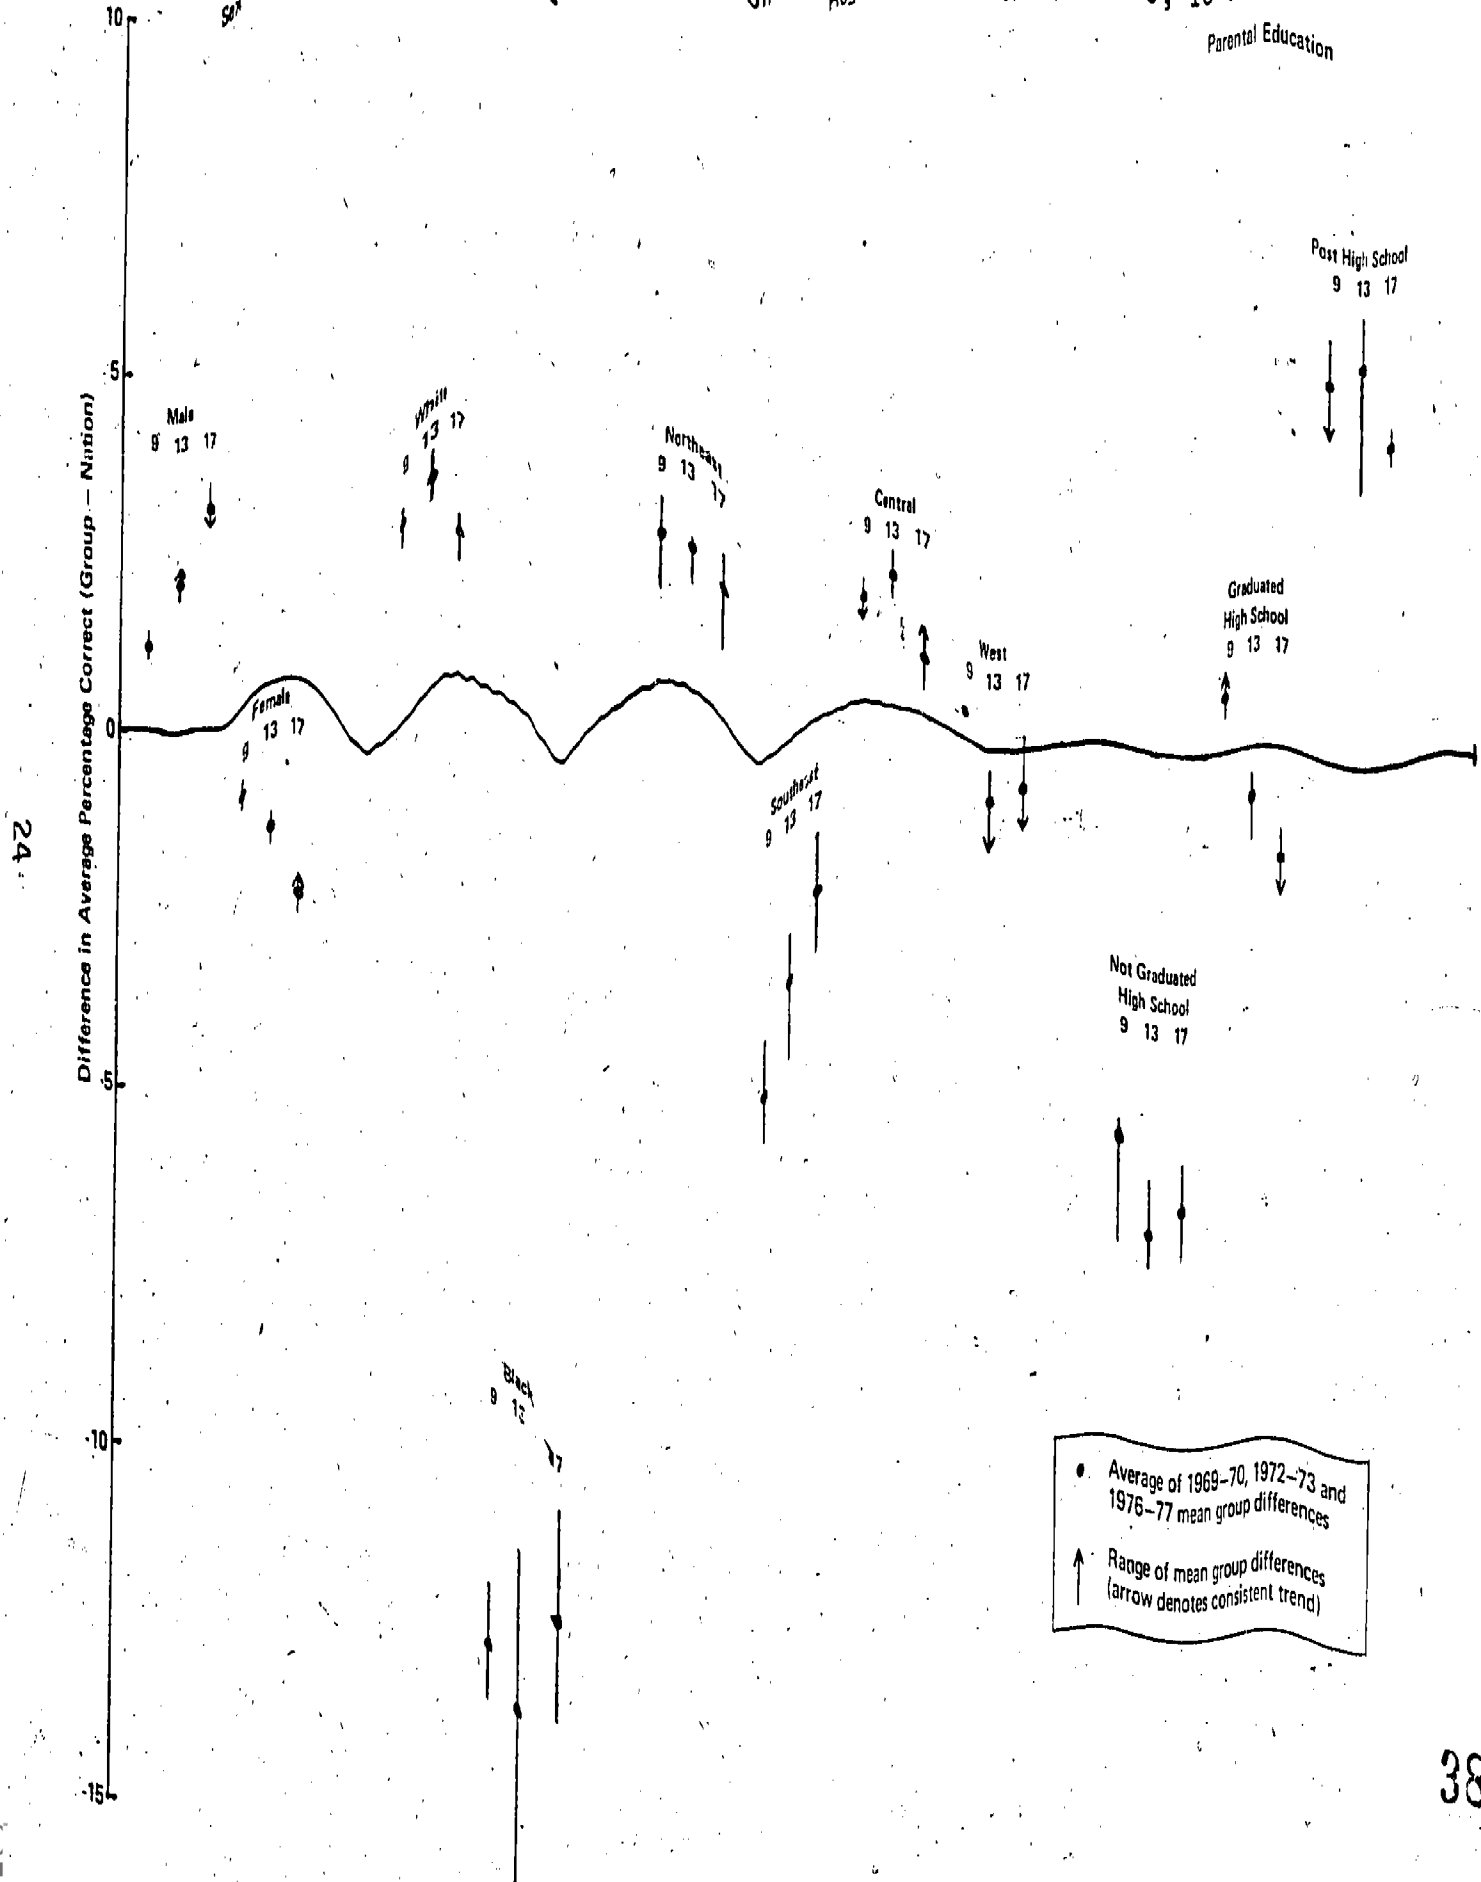 10
Sex
Parental Education
Post High School
9 13 17
5
Male
9 13 17
White
9 13 17
Northeast
9 13 17
Central
9 13 17
Graduated
High School
9 13 17
West
9 13 17
0
Female
9 13 17
Southeast
9 13 17
Difference in Average Percentage Correct (Group – Nation)
24
Not Graduated
High School
9 13 17
-5
Black
9
-10
Average of 1969–70, 1972–73 and
1976–77 mean group differences
Range of mean group differences
(arrow denotes consistent trend)
-15
38